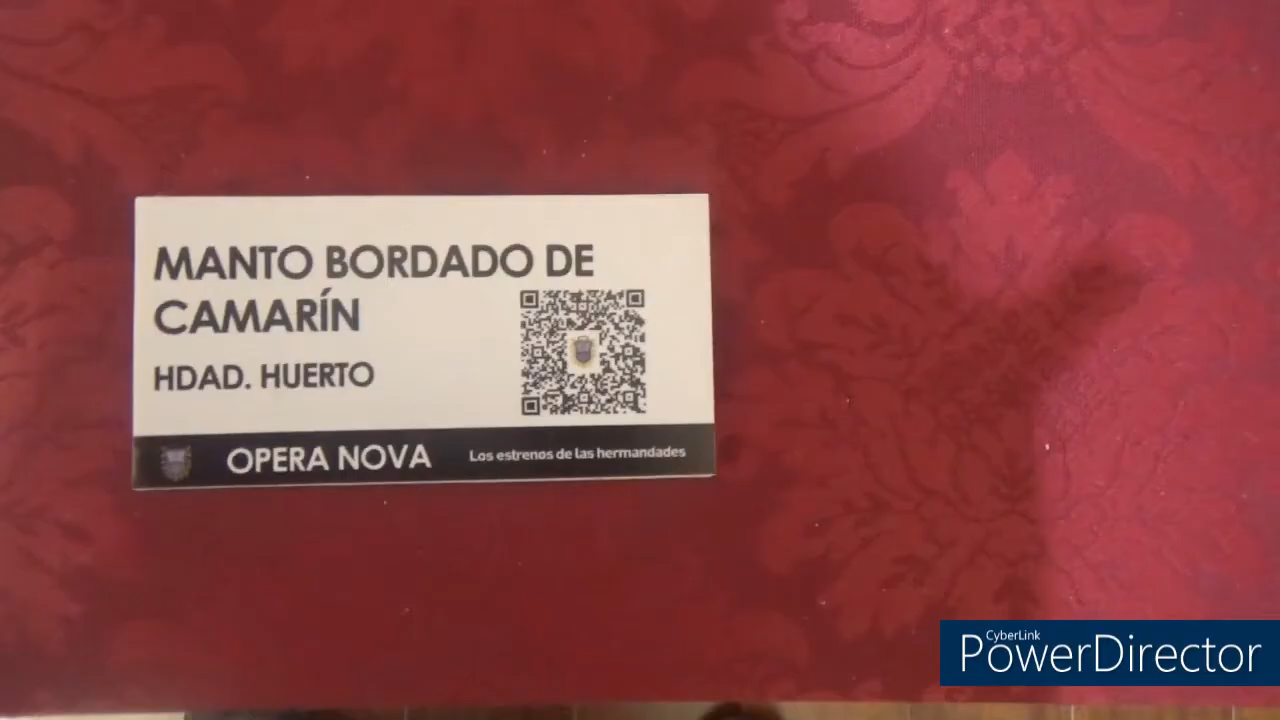 MANTO BORDADO DE
CAMARÍN
HDAD. HUERTO
OPERA NOVA
Los estrenos de las hermandades
CyberLink
PowerDirector